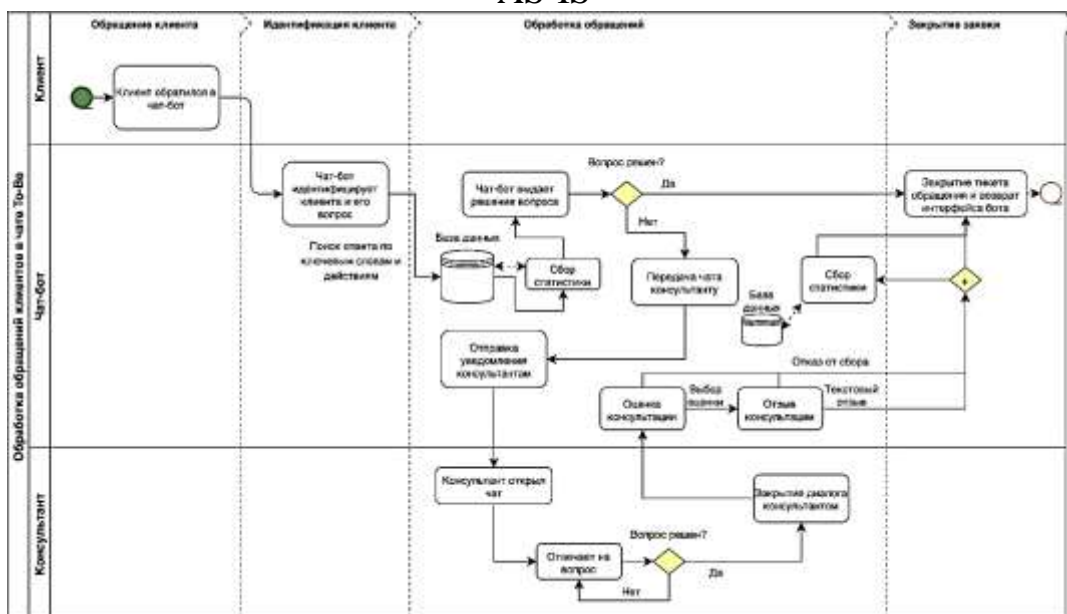 AS-IS
Обращение клиента
Идентификация клиента
Обработка обращений
Закрытие заявки
Обработка обращений клиентов в чате То-Ве
Клиент
Клиент обратился в
чат-бот
Чат-бот
Чат-бот
идентифицирует
клиента и его
вопрос
Поиск ответа по
ключевым словам и
действиям
База данных
Чат-бот выдает
решение вопроса
Сбор
статистики
Вопрос решен?
Да
Нет
Передача чата
консультанту
Закрытие тикета
обращения и возврат
интерфейса бота
Сбор
статистики
База
данных
+
Отправка
уведомления
консультантам
Отказ от сбора
Оценка
консультации
Выбор
оценки
Отзыв
консультации
Текстовый
отзыв
Консультант
Консультант открыл
чат
Закрытие диалога
консультантом
Вопрос решен?
Отвечает на
вопрос
Да
Нет